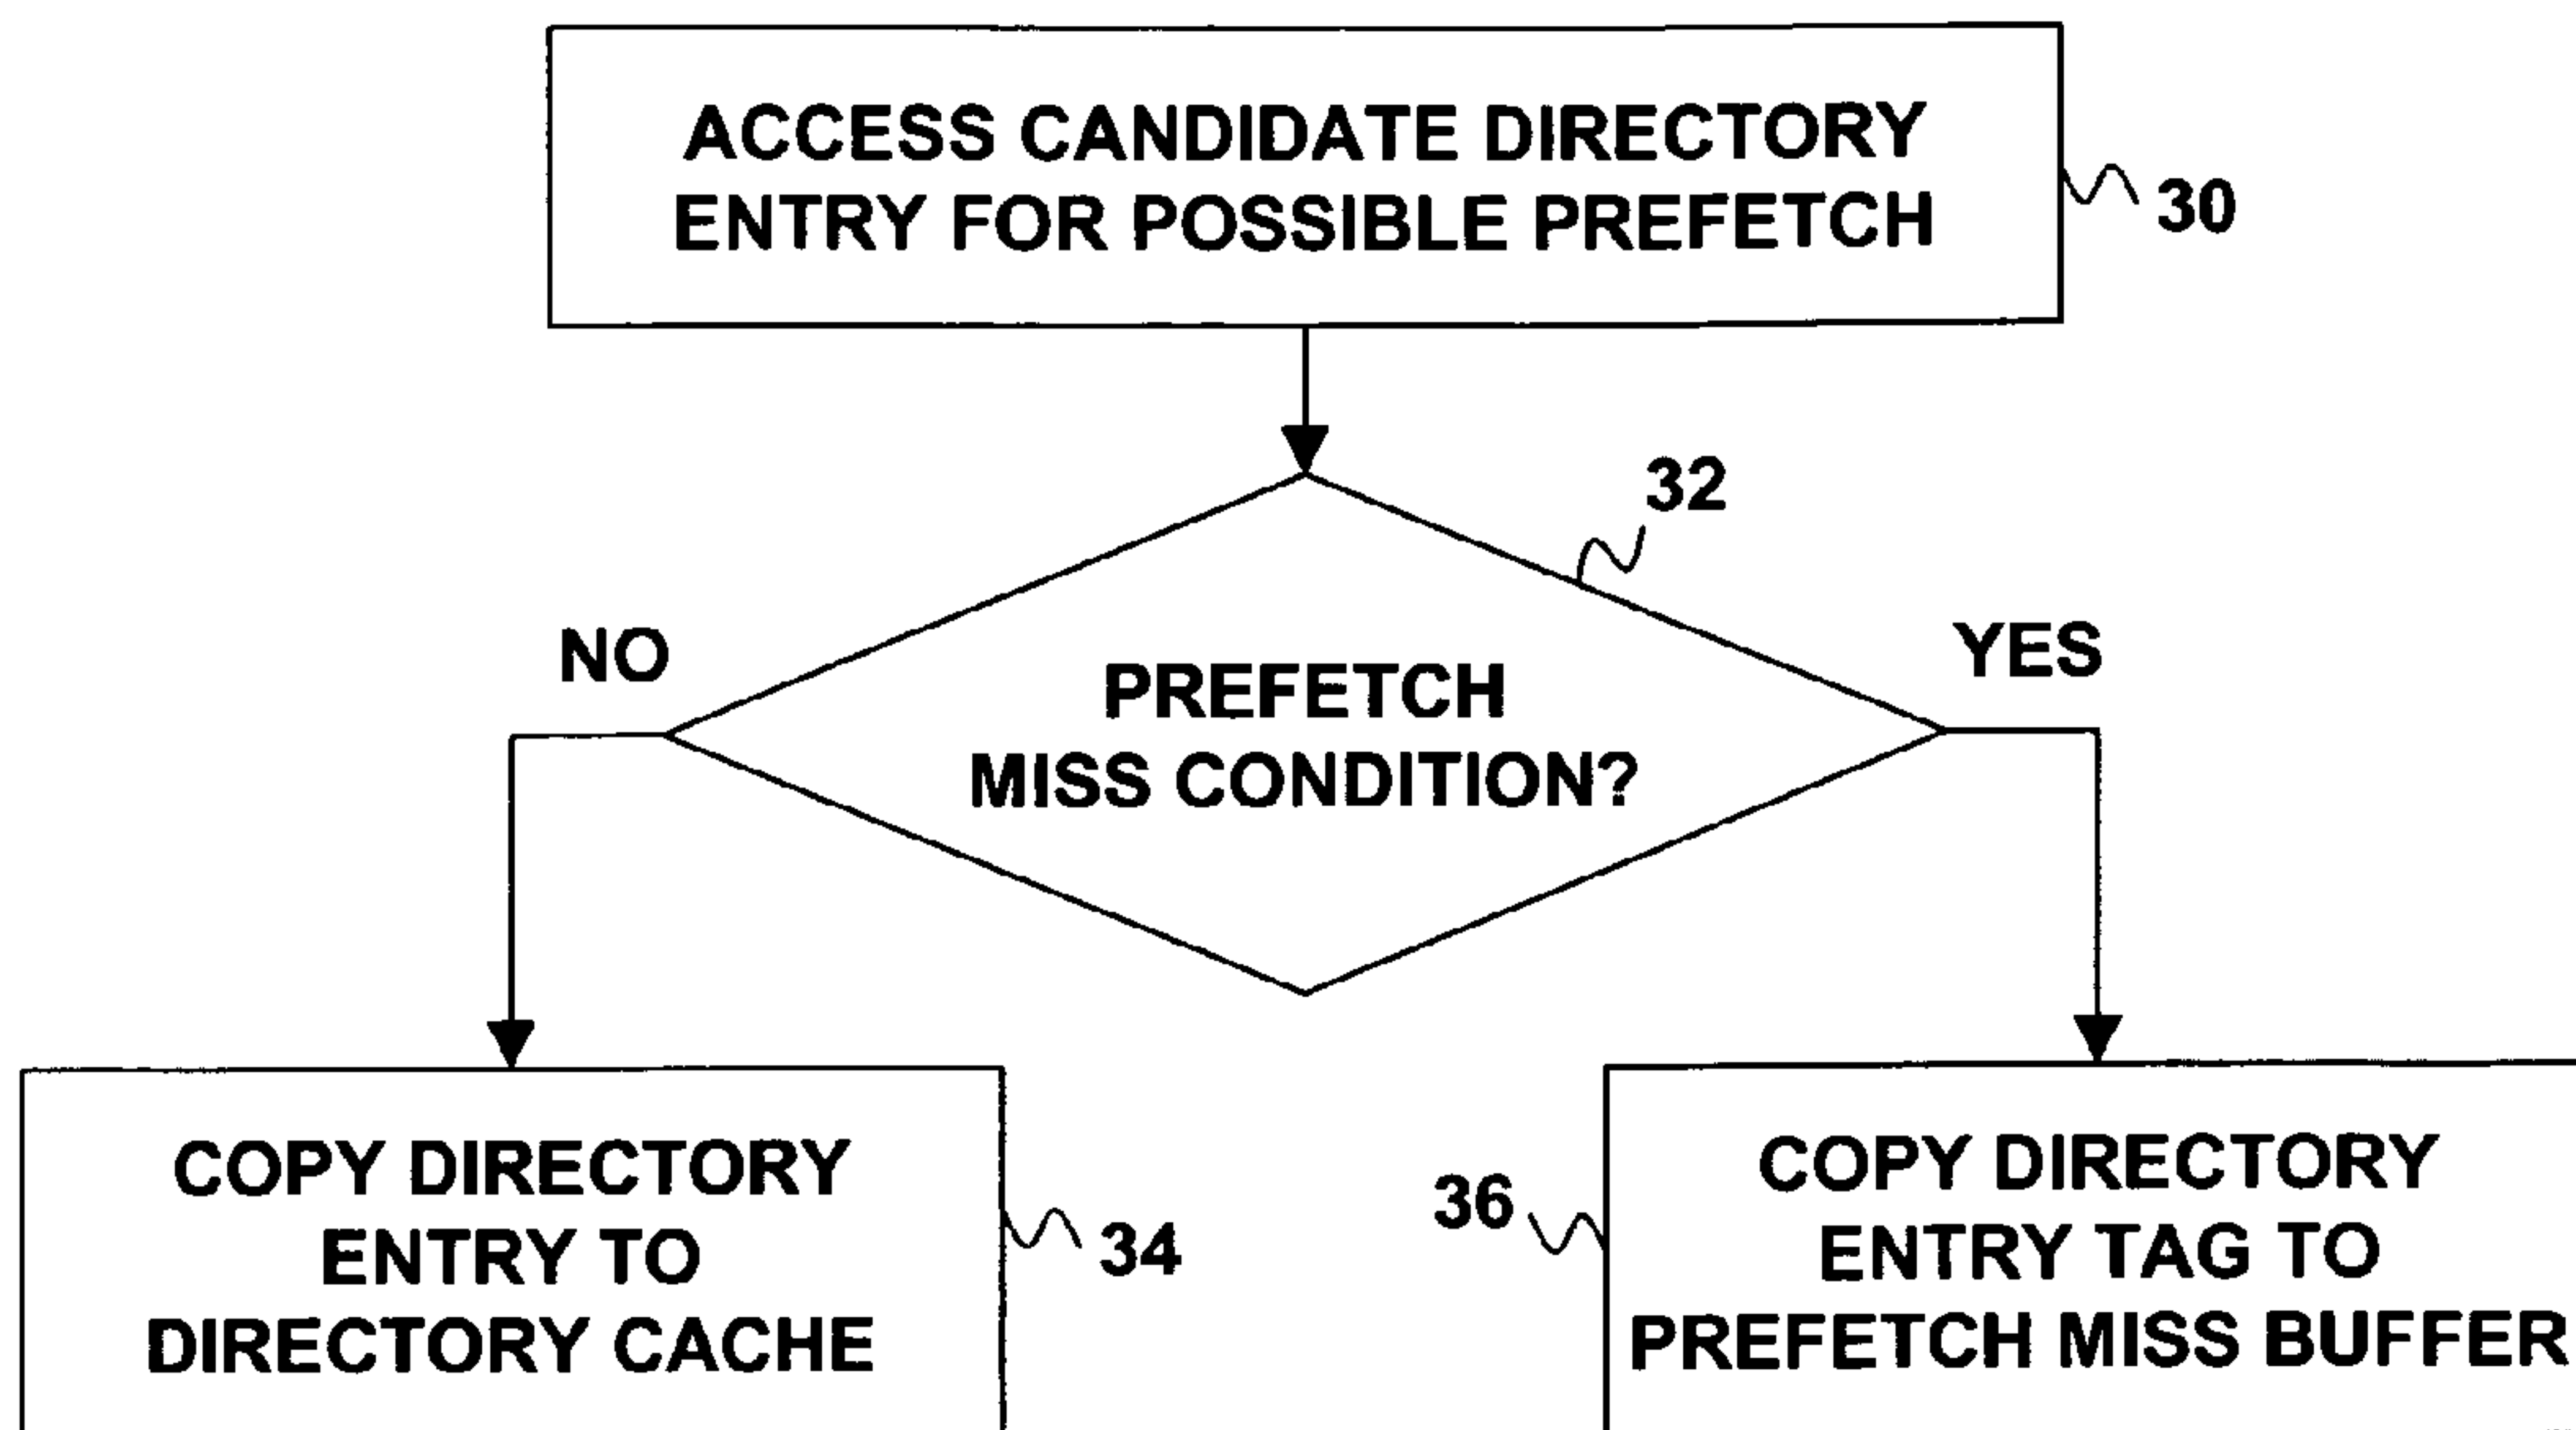 ACCESS CANDIDATE DIRECTORY
ENTRY FOR POSSIBLE PREFETCH
30
32
NO
YES
PREFETCH
MISS CONDITION?
COPY DIRECTORY
ENTRY TO
DIRECTORY CACHE
34
36
COPY DIRECTORY
ENTRY TAG TO
PREFETCH MISS BUFFER